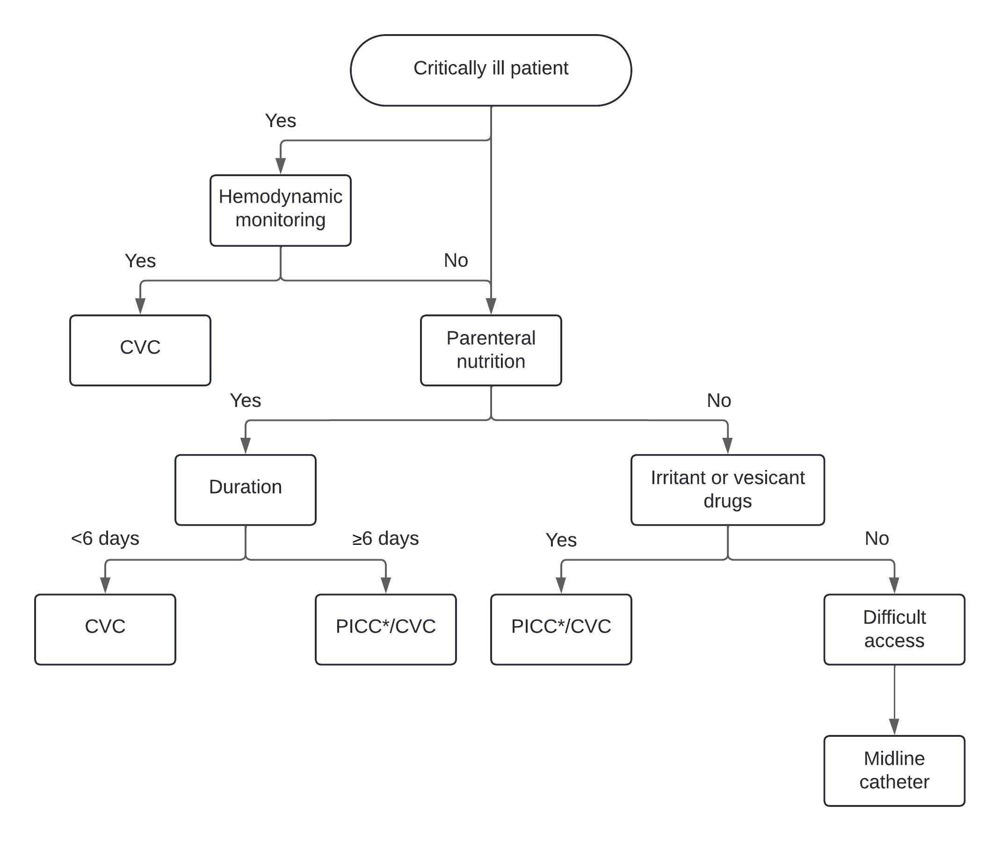 Critically ill patient
Yes
Hemodynamic
monitoring
Yes
No
CVC
Parenteral
nutrition
Yes
No
Duration
Irritant or vesicant
drugs
<6 days
≥6 days
Yes
No
CVC
PICC*/CVC
PICC*/CVC
Difficult
access
Midline
catheter